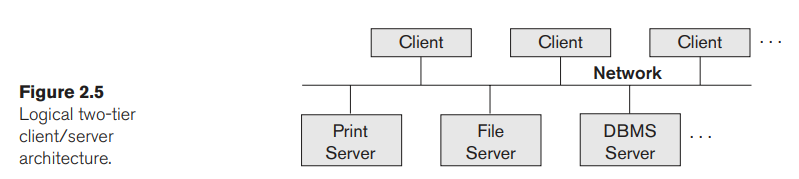 Client
Client
Client
. . .
Network
Figure 2.5
Logical two-tier
client/server
architecture.
Print
Server
File
Server
DBMS
Server
. . .